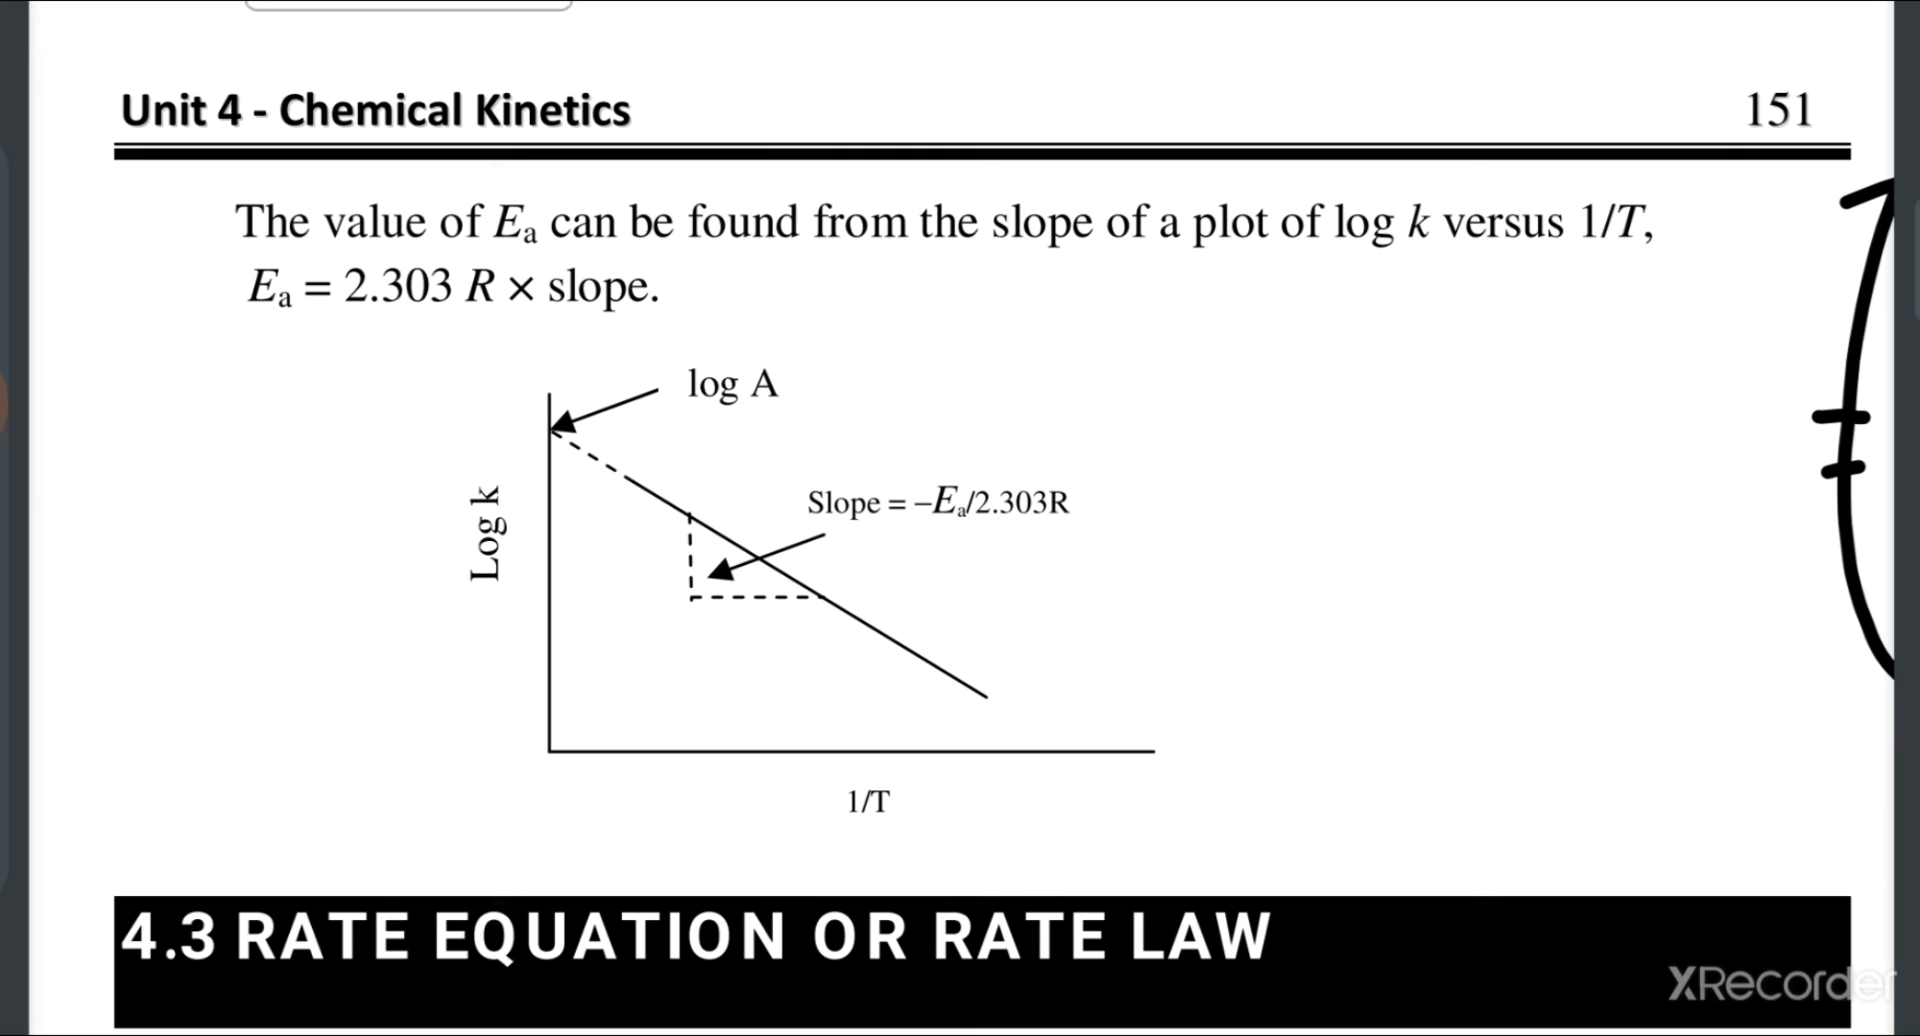 Unit 4 - Chemical Kinetics 151
The value of Eₐ can be found from the slope of a plot of log k versus 1/T,
Eₐ = 2.303 R × slope.
log A
Slope = –Eₐ/2.303R
Log k
1/T
4.3 RATE EQUATION OR RATE LAW
XRecorder